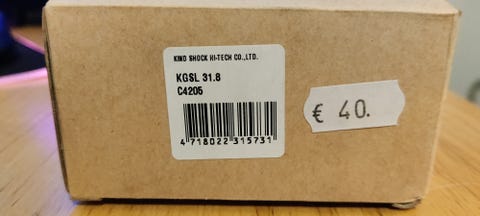 KIND SHOCK HI-TECH CO.,LTD.
KGSL 31.8
C4205
4 718022 315731
€ 40.